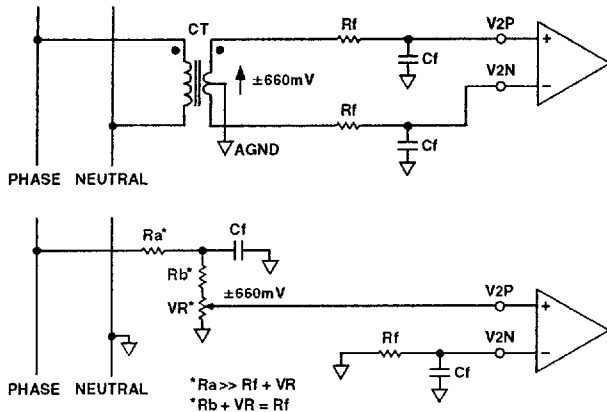 CT
Rf
V2P
+
Cf
±660mV
V2N
−
Rf
Cf
AGND
PHASE NEUTRAL
Ra*
Cf
Rb*
±660mV
VR*
V2P
+
V2N
−
Rf
Cf
PHASE NEUTRAL
*Ra>> Rf + VR
*Rb + VR = Rf